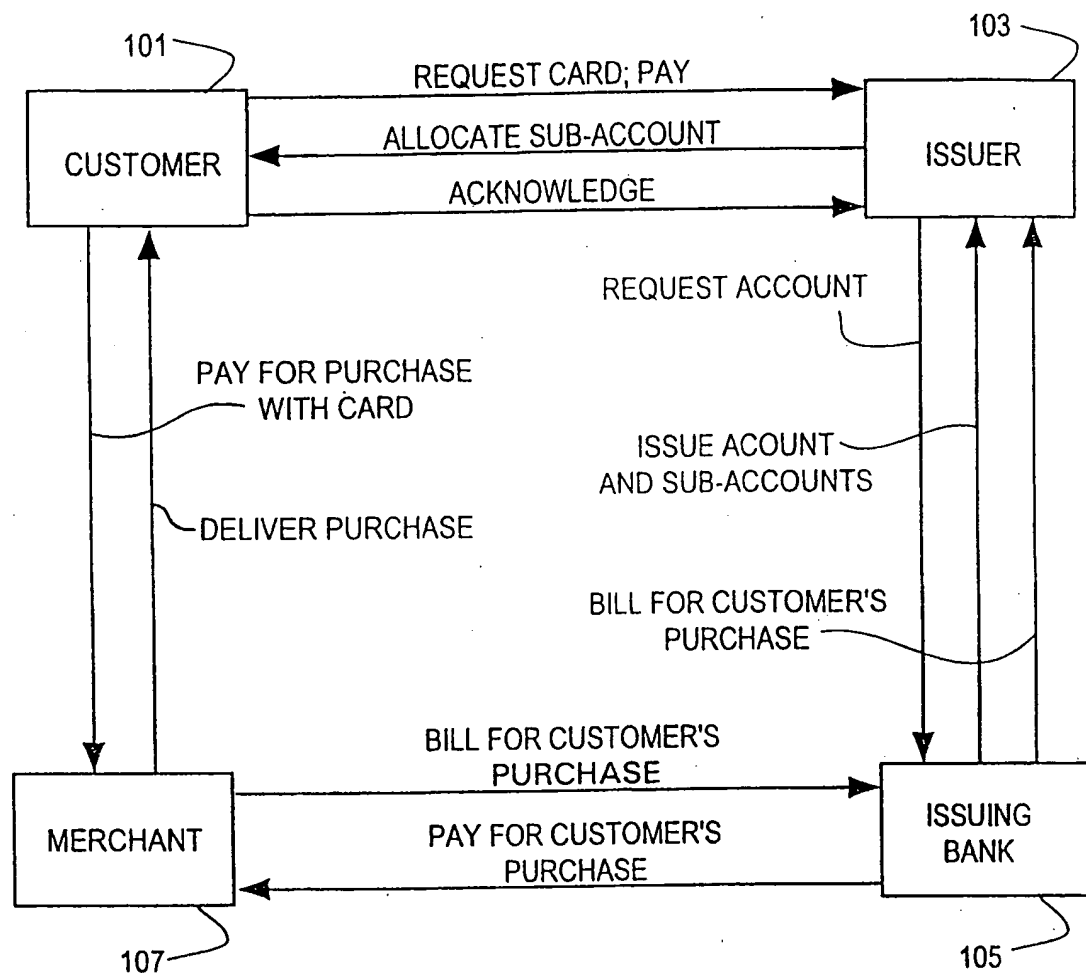 101
103
REQUEST CARD; PAY
CUSTOMER
ALLOCATE SUB-ACCOUNT
ISSUER
ACKNOWLEDGE
REQUEST ACCOUNT
PAY FOR PURCHASE
WITH CARD
ISSUE ACOUNT
AND SUB-ACCOUNTS
DELIVER PURCHASE
BILL FOR CUSTOMER'S
PURCHASE
BILL FOR CUSTOMER'S
PURCHASE
MERCHANT
ISSUING
BANK
PAY FOR CUSTOMER'S
PURCHASE
107
105